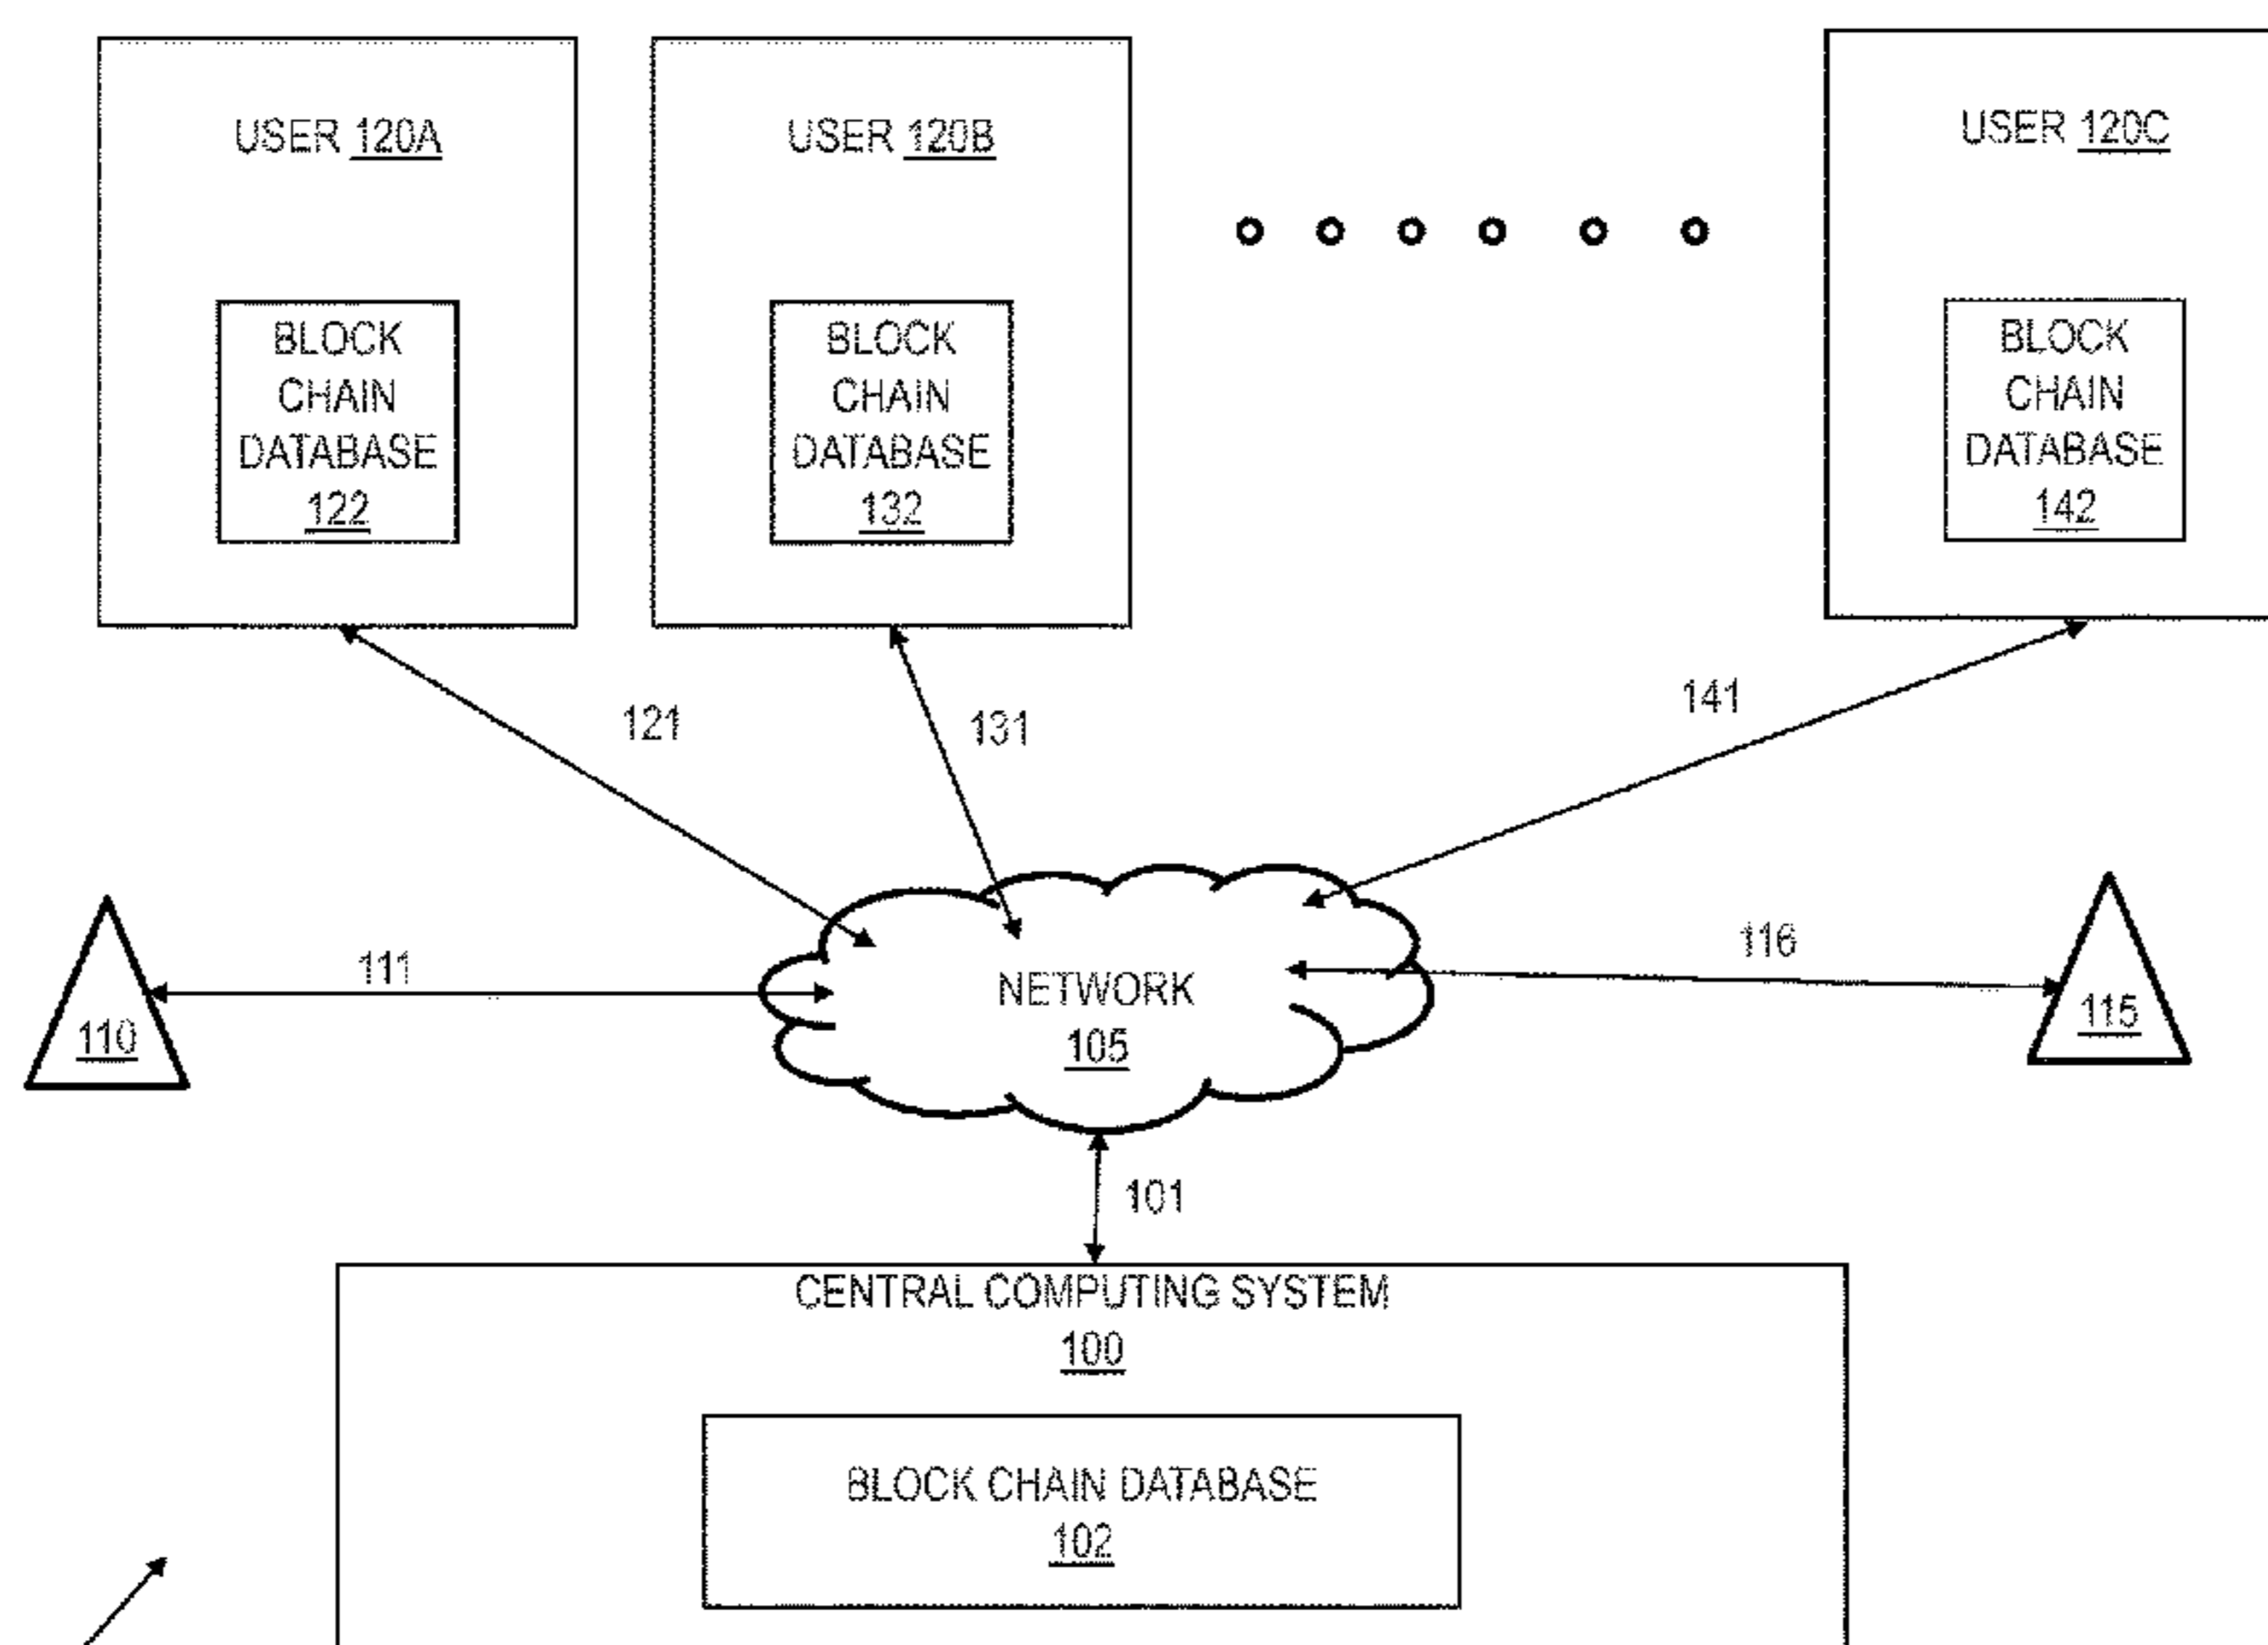 USER 120A
BLOCK
CHAIN
DATABASE
122
USER 120B
BLOCK
CHAIN
DATABASE
132
USER 120C
BLOCK
CHAIN
DATABASE
142
121
131
141
111
116
110
NETWORK
105
115
101
CENTRAL COMPUTING SYSTEM
100
BLOCK CHAIN DATABASE
102